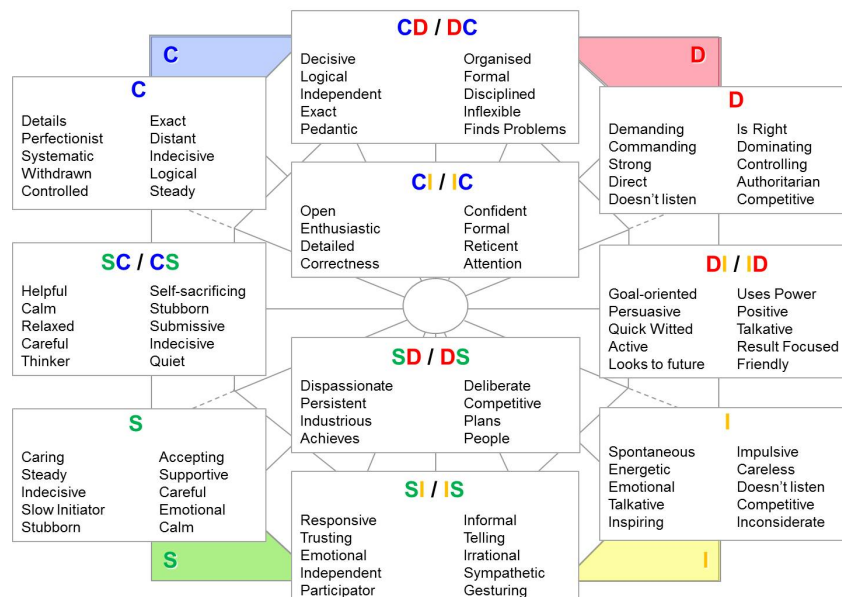 C
D
CD / DC
Decisive Organised
Logical Formal
Independent Disciplined
Exact Inflexible
Pedantic Finds Problems
C
Details Exact
Perfectionist Distant
Systematic Indecisive
Withdrawn Logical
Controlled Steady
D
Demanding Is Right
Commanding Dominating
Strong Controlling
Direct Authoritarian
Doesn't listen Competitive
CI / IC
Open Confident
Enthusiastic Formal
Detailed Reticent
Correctness Attention
SC / CS
Helpful Self-sacrificing
Calm Stubborn
Relaxed Submissive
Careful Indecisive
Thinker Quiet
DI / ID
Goal-oriented Uses Power
Persuasive Positive
Quick Witted Talkative
Active Result Focused
Looks to future Friendly
SD / DS
Dispassionate Deliberate
Persistent Competitive
Industrious Plans
Achieves People
S
Caring Accepting
Steady Supportive
Indecisive Careful
Slow Initiator Emotional
Stubborn Calm
I
Spontaneous Impulsive
Energetic Careless
Emotional Doesn't listen
Talkative Competitive
Inspiring Inconsiderate
SI / IS
Responsive Informal
Trusting Telling
Emotional Irrational
Independent Sympathetic
Participator Gesturing
S
I